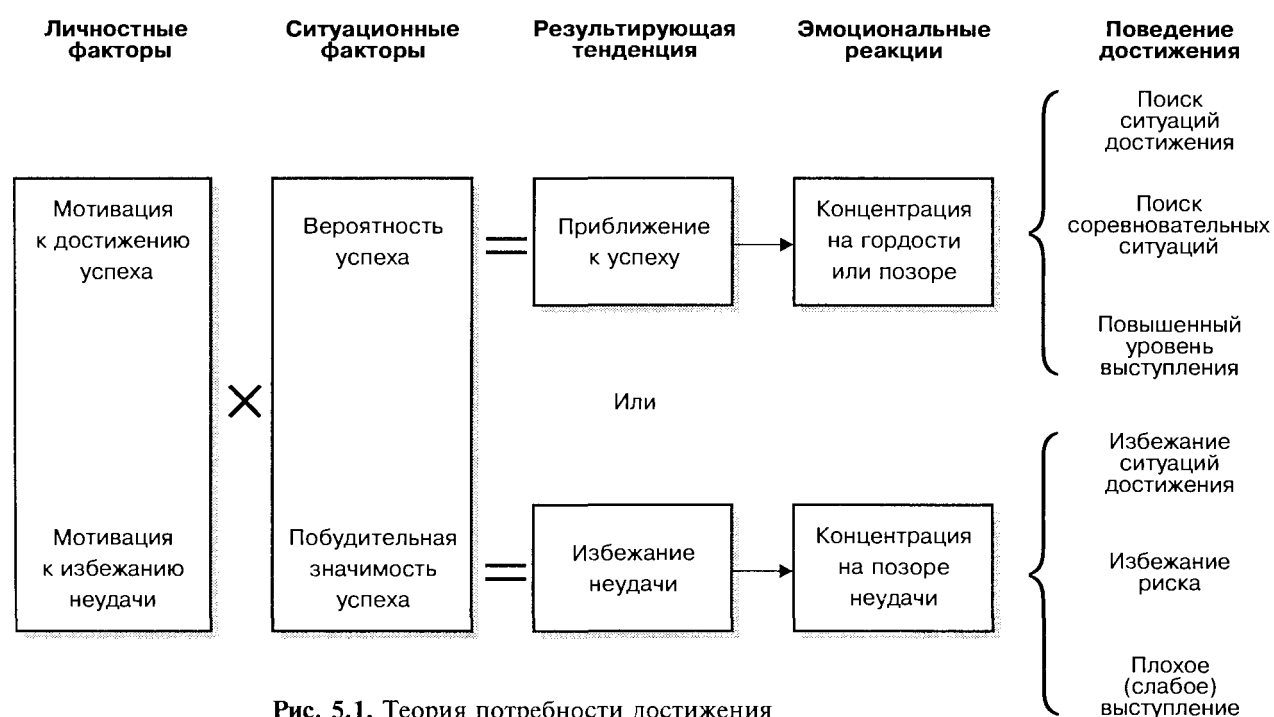 Личностные
факторы
Ситуационные
факторы
Результирующая
тенденция
Эмоциональные
реакции
Поведение
достижения
Мотивация
к достижению
успеха
Мотивация
к избежанию
неудачи
×
Вероятность
успеха
Побудительная
значимость
успеха
=
Приближение
к успеху
Или
=
Избежание
неудачи
Концентрация
на гордости
или позоре
Концентрация
на позоре
неудачи
Поиск
ситуаций
достижения
Поиск
соревновательных
ситуаций
Повышенный
уровень
выступления
Избежание
ситуаций
достижения
Избежание
риска
Плохое
(слабое)
выступление
Рис. 5.1. Теория потребности достижения